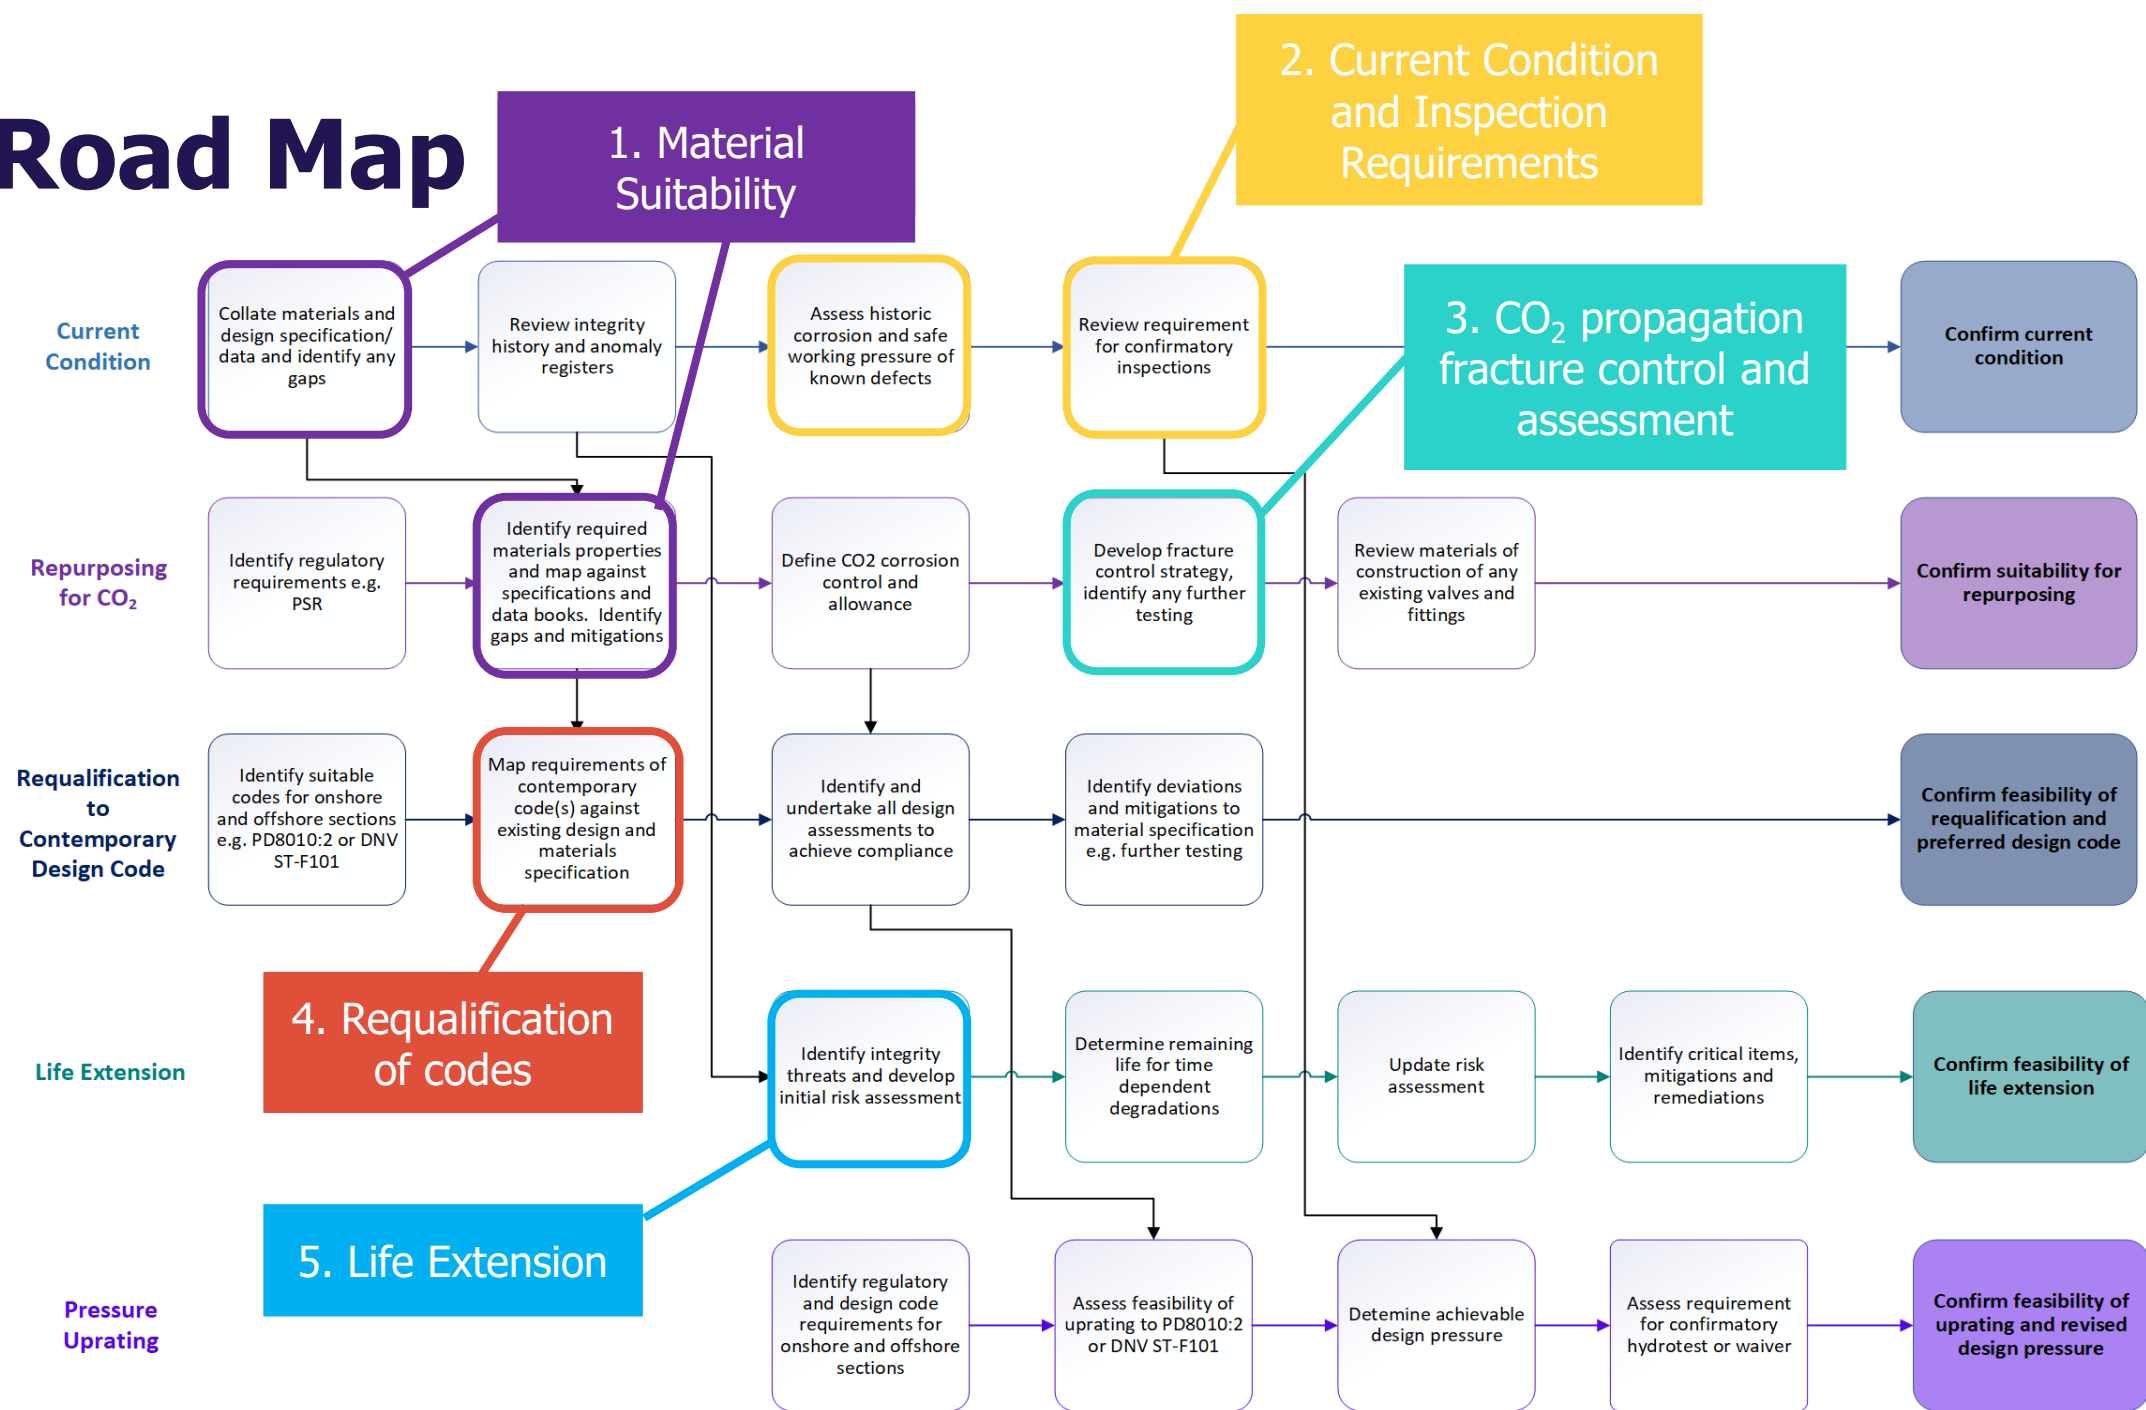 Road Map
1. Material
Suitability
2. Current Condition
and Inspection
Requirements
3. CO₂ propagation
fracture control and
assessment
Current
Condition
Collate materials and
design specification/
data and identify any
gaps
Review integrity
history and anomaly
registers
Assess historic
corrosion and safe
working pressure of
known defects
Review requirement
for confirmatory
inspections
Confirm current
condition
Repurposing
for CO₂
Identify regulatory
requirements e.g.
PSR
Identify required
materials properties
and map against
specifications and
data books.  Identify
gaps and mitigations
Define CO2 corrosion
control and
allowance
Develop fracture
control strategy,
identify any further
testing
Review materials of
construction of any
existing valves and
fittings
Confirm suitability for
repurposing
Requalification
to
Contemporary
Design Code
Identify suitable
codes for onshore
and offshore sections
e.g. PD8010:2 or DNV
ST-F101
Map requirements of
contemporary
code(s) against
existing design and
materials
specification
Identify and
undertake all design
assessments to
achieve compliance
Identify deviations
and mitigations to
material specification
e.g. further testing
Confirm feasibility of
requalification and
preferred design code
4. Requalification
of codes
Life Extension
Identify integrity
threats and develop
initial risk assessment
Determine remaining
life for time
dependent
degradations
Update risk
assessment
Identify critical items,
mitigations and
remediations
Confirm feasibility of
life extension
5. Life Extension
Pressure
Uprating
Identify regulatory
and design code
requirements for
onshore and offshore
sections
Assess feasibility of
uprating to PD8010:2
or DNV ST-F101
Detemine achievable
design pressure
Assess requirement
for confirmatory
hydrotest or waiver
Confirm feasibility of
uprating and revised
design pressure